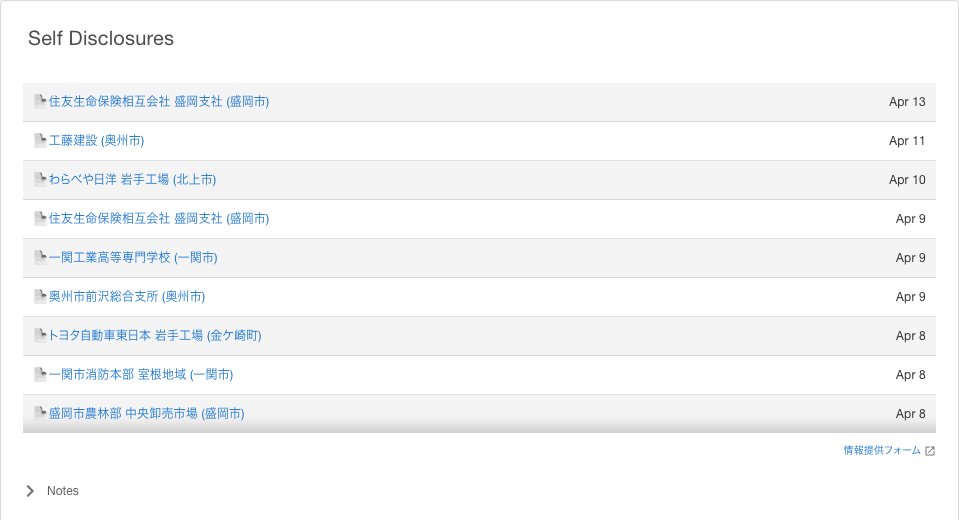 Self Disclosures
住友生命保険相互会社 盛岡支社 (盛岡市) Apr 13
工藤建設 (奥州市) Apr 11
わらべや日洋 岩手工場 (北上市) Apr 10
住友生命保険相互会社 盛岡支社 (盛岡市) Apr 9
一関工業高等専門学校 (一関市) Apr 9
奥州市前沢総合支所 (奥州市) Apr 9
トヨタ自動車東日本 岩手工場 (金ケ崎町) Apr 8
一関市消防本部 室根地域 (一関市) Apr 8
盛岡市農林部 中央卸売市場 (盛岡市) Apr 8
情報提供フォーム
Notes